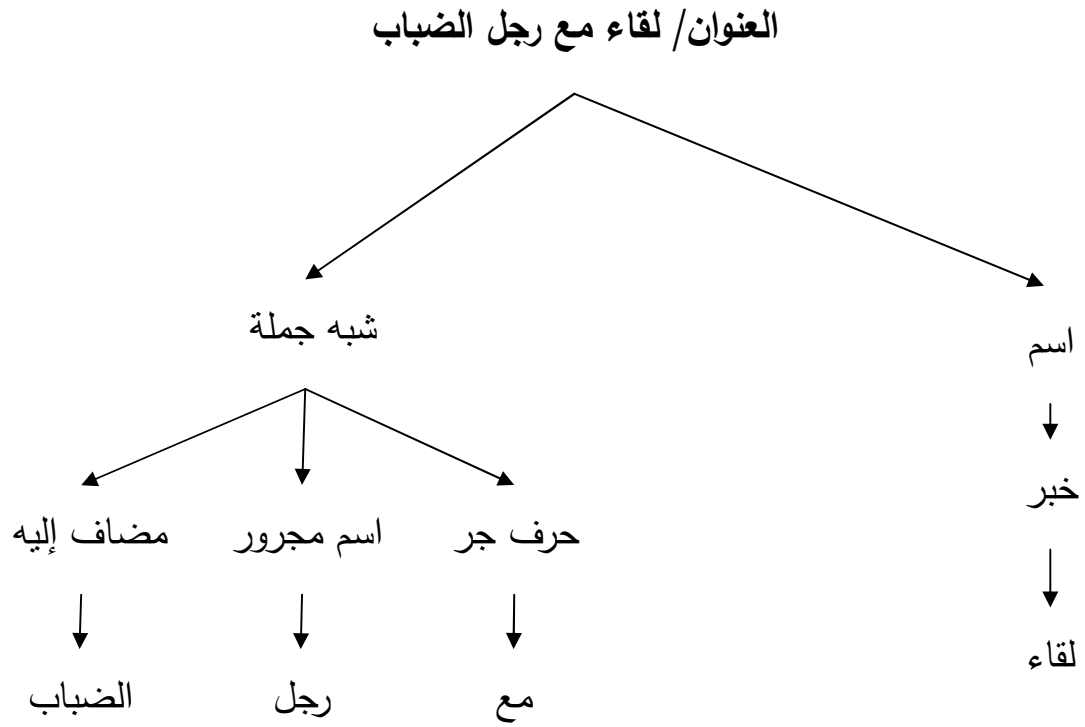 العنوان/ لقاء مع رجل الضباب
اسم
شبه جملة
خبر
حرف جر
اسم مجرور
مضاف إليه
لقاء
مع
رجل
الضباب